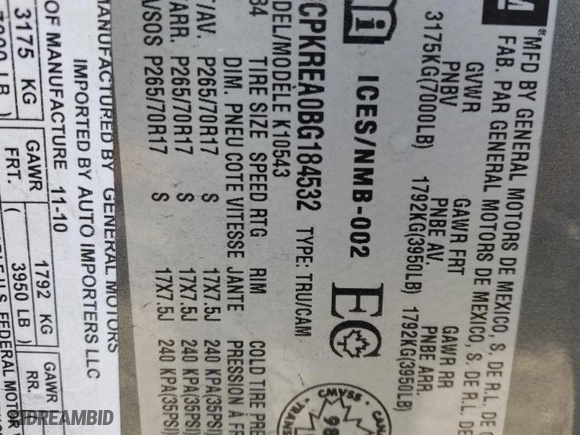 MFD BY GENERAL MOTORS DE MEXICO, S. DE R.L. DE
FAB. PAR GENERAL MOTORS DE MEXICO, S. DE R.L. DE
GVWR GAWR FRT GAWR RR
PNBV PNBE AV. PNBE ARR.
3175KG(7000LB) 1792KG(3950LB) 1792KG(3950LB)
ICES/NMB-002 EC
CMVSS
CPKREA0BG184532 TYPE: TRU/CAM
DEL/MODÈLE K10543
84 TIRE SIZE SPEED RTG RIM COLD TIRE PRE
DIM. PNEU COTE VITESSE JANTE PRESSION À FR
T/AV. P265/70R17 S 17X7.5J 240 KPA(35PSI)
/ARR. P265/70R17 S 17X7.5J 240 KPA(35PSI)
/SOS P265/70R17 S 17X7.5J 240 KPA(35PSI)
MANUFACTURED BY: GENERAL MOTORS
IMPORTED BY AUTO IMPORTERS LLC
OF MANUFACTURE 11-10
GAWR 1792 KG GAWR
3175 KG FRT. ( 3950 LB ) RR.
7000 LB )
U.S. FEDERAL MOTOR
BREAMBID